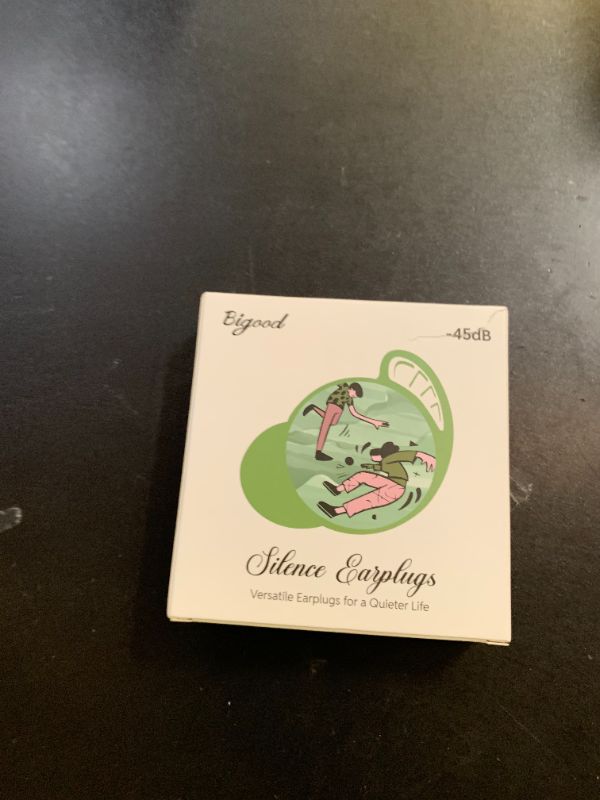 Bigood
-45dB
Silence Earplugs
Versatile Earplugs for a Quieter Life